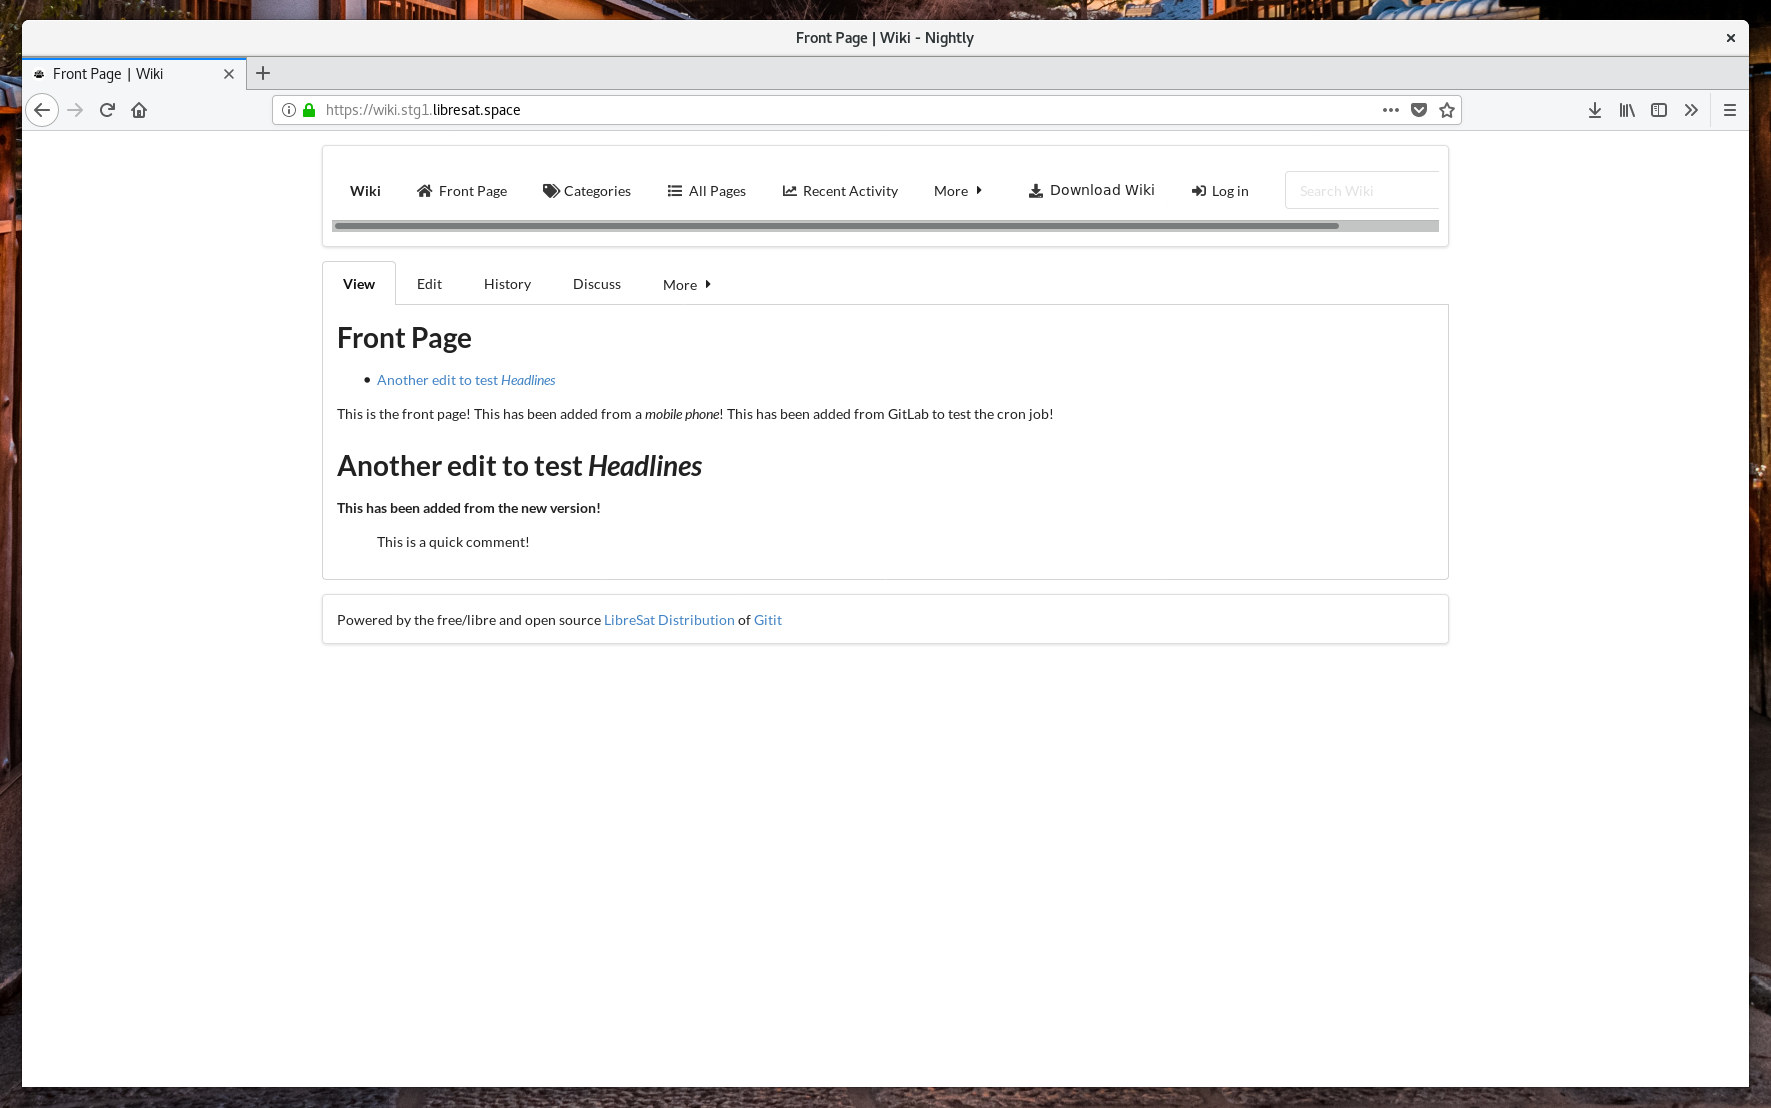 Front Page | Wiki - Nightly
Front Page | Wiki
https://wiki.stg1.libresat.space
Wiki Front Page Categories All Pages Recent Activity More Download Wiki Log in Search Wiki
View Edit History Discuss More
Front Page
• Another edit to test Headlines
This is the front page! This has been added from a mobile phone! This has been added from GitLab to test the cron job!
Another edit to test Headlines
This has been added from the new version!
This is a quick comment!
Powered by the free/libre and open source LibreSat Distribution of Gitit